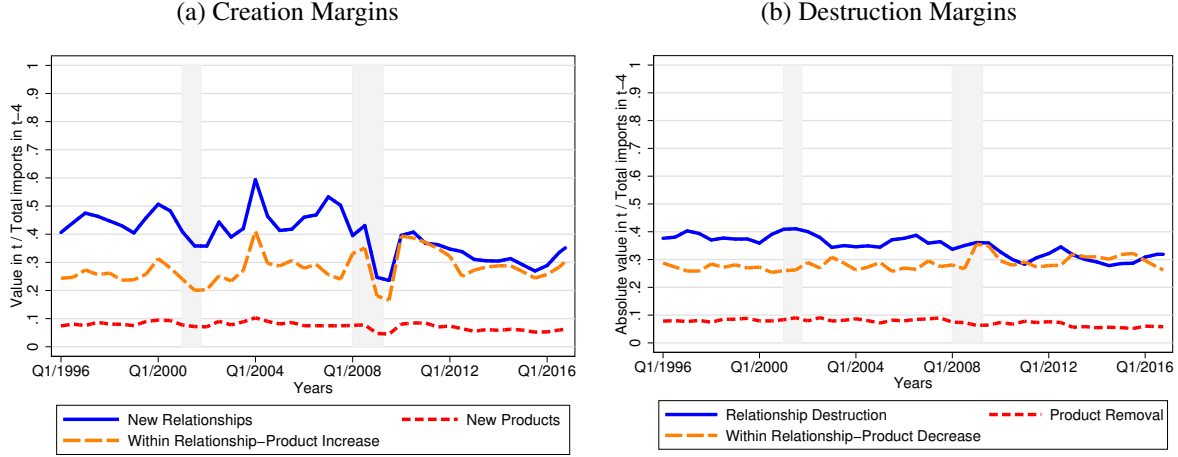 (a) Creation Margins
Value in t / Total imports in t−4
1
.9
.8
.7
.6
.5
.4
.3
.2
.1
0
Q1/1996 Q1/2000 Q1/2004 Q1/2008 Q1/2012 Q1/2016
Years
New Relationships New Products
Within Relationship−Product Increase
(b) Destruction Margins
Absolute value in t / Total imports in t−4
1
.9
.8
.7
.6
.5
.4
.3
.2
.1
0
Q1/1996 Q1/2000 Q1/2004 Q1/2008 Q1/2012 Q1/2016
Years
Relationship Destruction Product Removal
Within Relationship−Product Decrease